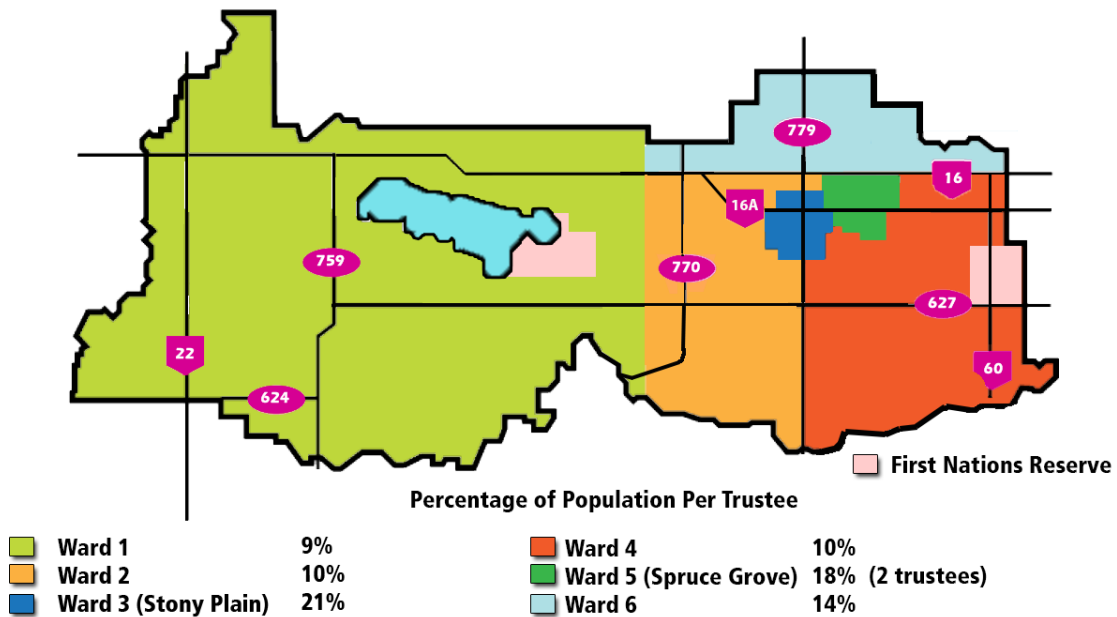 779
16
16A
759
770
627
22
60
624
First Nations Reserve
Percentage of Population Per Trustee
Ward 1 9%
Ward 2 10%
Ward 3 (Stony Plain) 21%
Ward 4 10%
Ward 5 (Spruce Grove) 18% (2 trustees)
Ward 6 14%